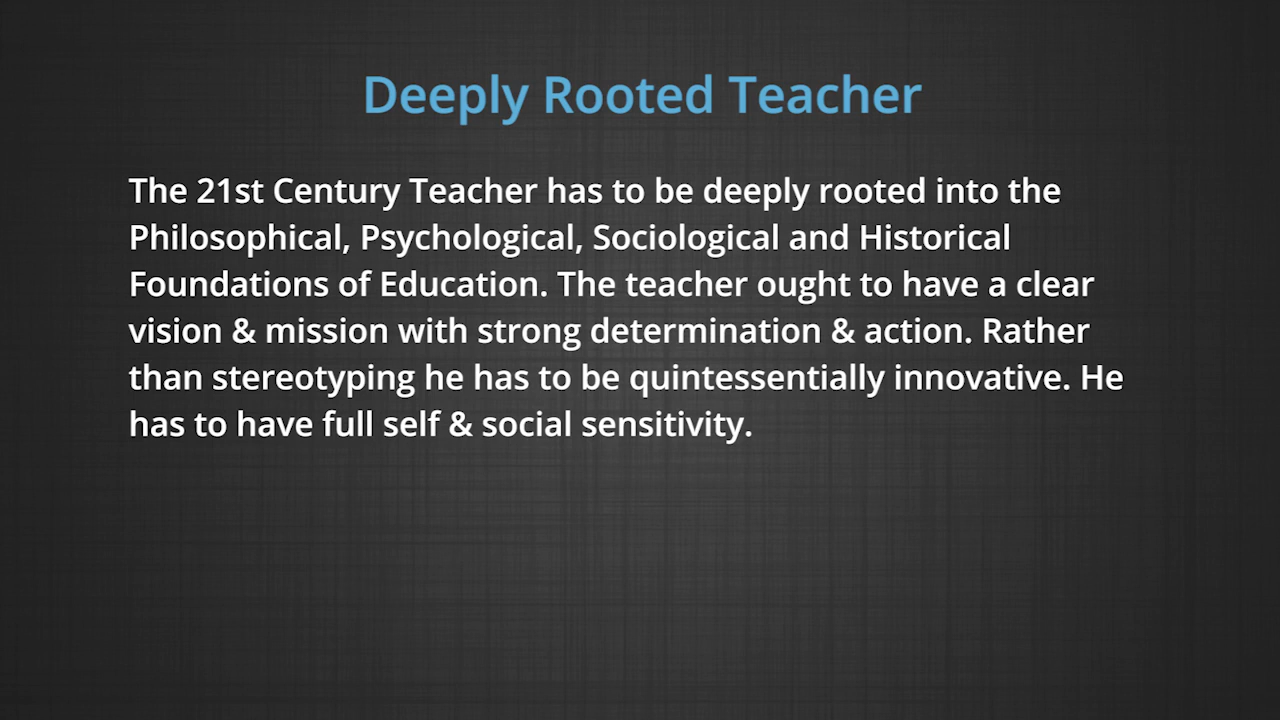 Deeply Rooted Teacher
The 21st Century Teacher has to be deeply rooted into the
Philosophical, Psychological, Sociological and Historical
Foundations of Education. The teacher ought to have a clear
vision & mission with strong determination & action. Rather
than stereotyping he has to be quintessentially innovative. He
has to have full self & social sensitivity.